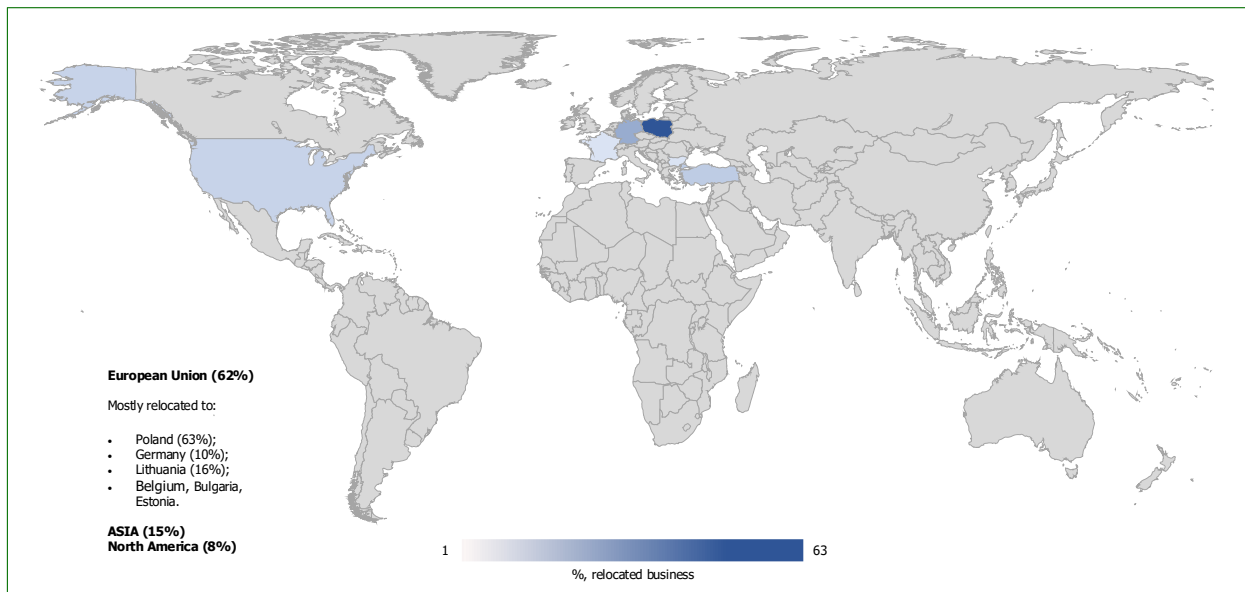 European Union (62%)
Mostly relocated to:
• Poland (63%);
• Germany (10%);
• Lithuania (16%);
• Belgium, Bulgaria,
Estonia.
ASIA (15%)
North America (8%)
1
63
%, relocated business